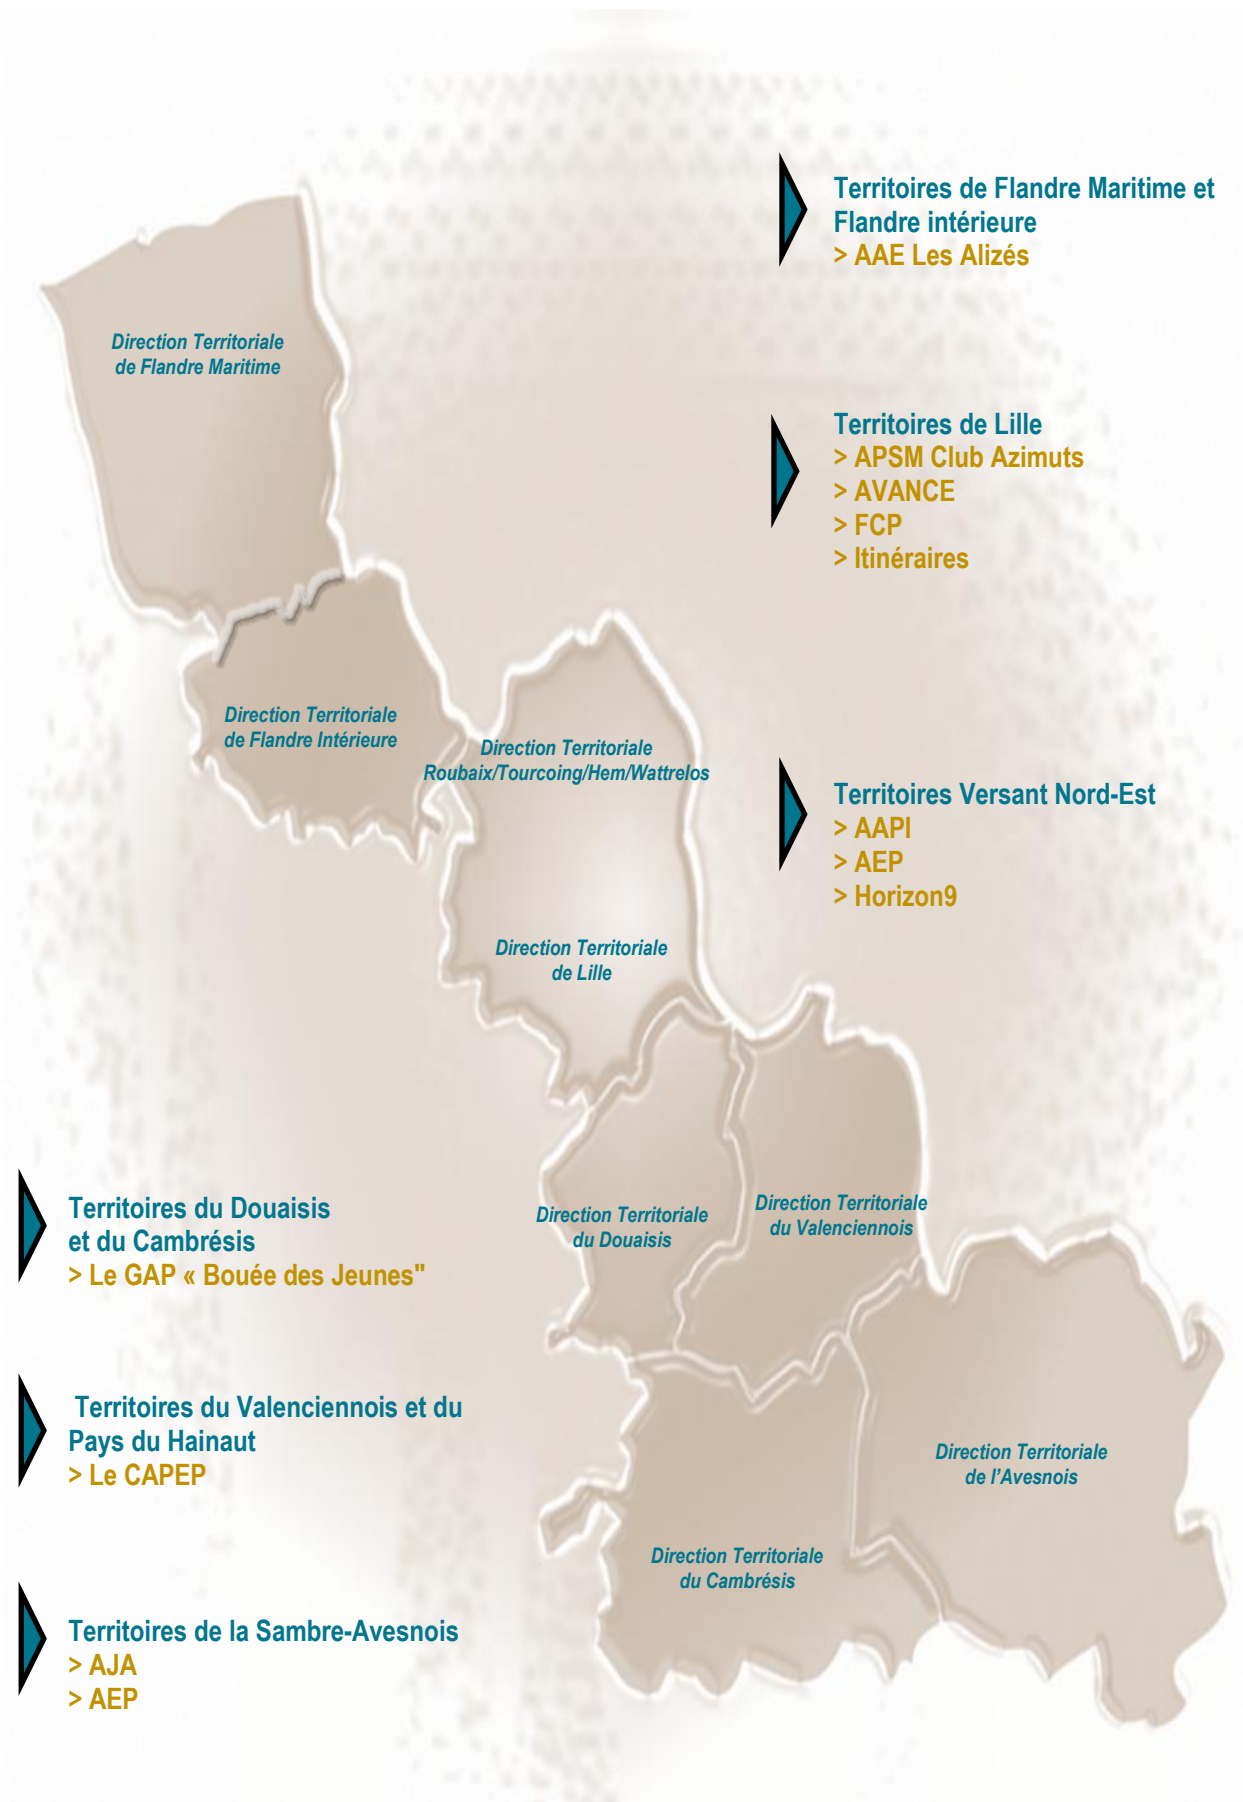 Territoires de Flandre Maritime et
Flandre intérieure
> AAE Les Alizés
Direction Territoriale
de Flandre Maritime
Territoires de Lille
> APSM Club Azimuts
> AVANCE
> FCP
> Itinéraires
Direction Territoriale
de Flandre Intérieure
Direction Territoriale
Roubaix/Tourcoing/Hem/Wattrelos
Territoires Versant Nord-Est
> AAPI
> AEP
> Horizon9
Direction Territoriale
de Lille
Territoires du Douaisis
et du Cambrésis
> Le GAP « Bouée des Jeunes"
Direction Territoriale
du Douaisis
Direction Territoriale
du Valenciennois
Territoires du Valenciennois et du
Pays du Hainaut
> Le CAPEP
Direction Territoriale
de l’Avesnois
Direction Territoriale
du Cambrésis
Territoires de la Sambre-Avesnois
> AJA
> AEP